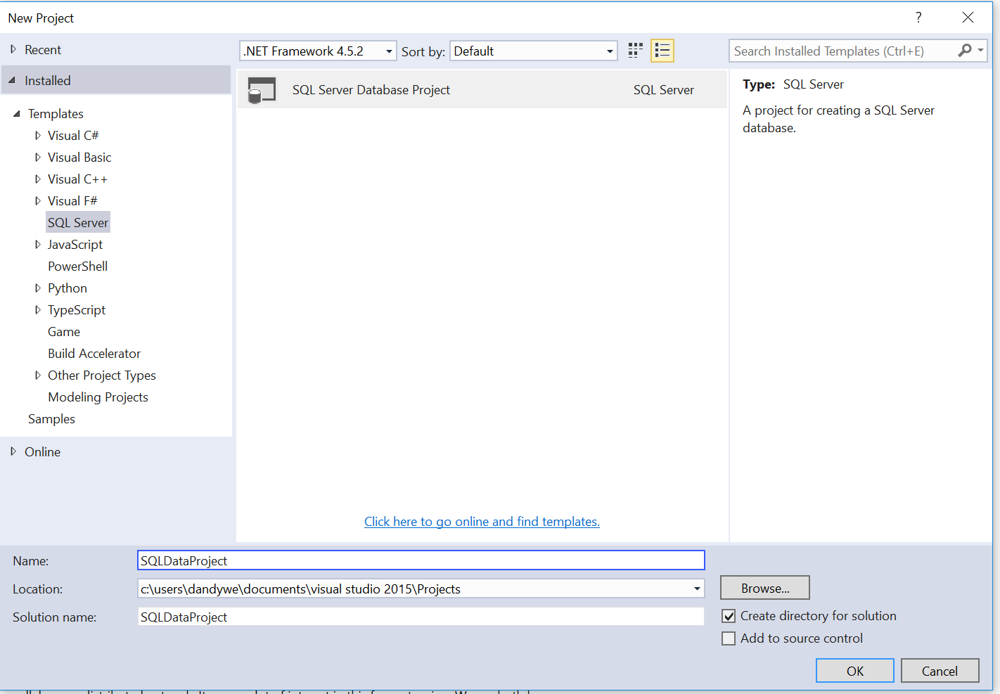 New Project
?
Recent
.NET Framework 4.5.2
Sort by:
Default
Search Installed Templates (Ctrl+E)
Installed
Templates
Visual C#
Visual Basic
Visual C++
Visual F#
SQL Server
JavaScript
PowerShell
Python
TypeScript
Game
Build Accelerator
Other Project Types
Modeling Projects
Samples
Online
SQL Server Database Project
SQL Server
Type: SQL Server
A project for creating a SQL Server
database.
Click here to go online and find templates.
Name:
SQLDataProject
Location:
c:\users\dandywe\documents\visual studio 2015\Projects
Browse...
Solution name:
SQLDataProject
Create directory for solution
Add to source control
OK
Cancel